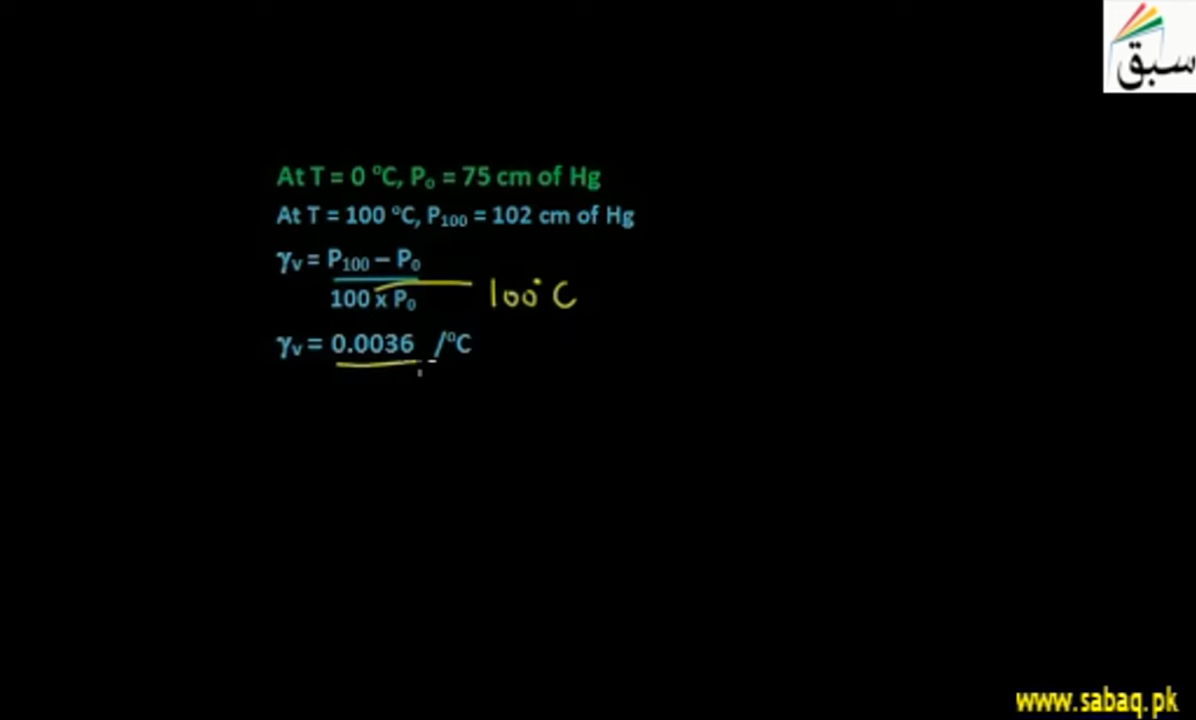 سبق
At T = 0 °C, P₀ = 75 cm of Hg
At T = 100 °C, P₁₀₀ = 102 cm of Hg
γᵥ = P₁₀₀ – P₀
100 x P₀
100°C
γᵥ = 0.0036 /°C
www.sabaq.pk